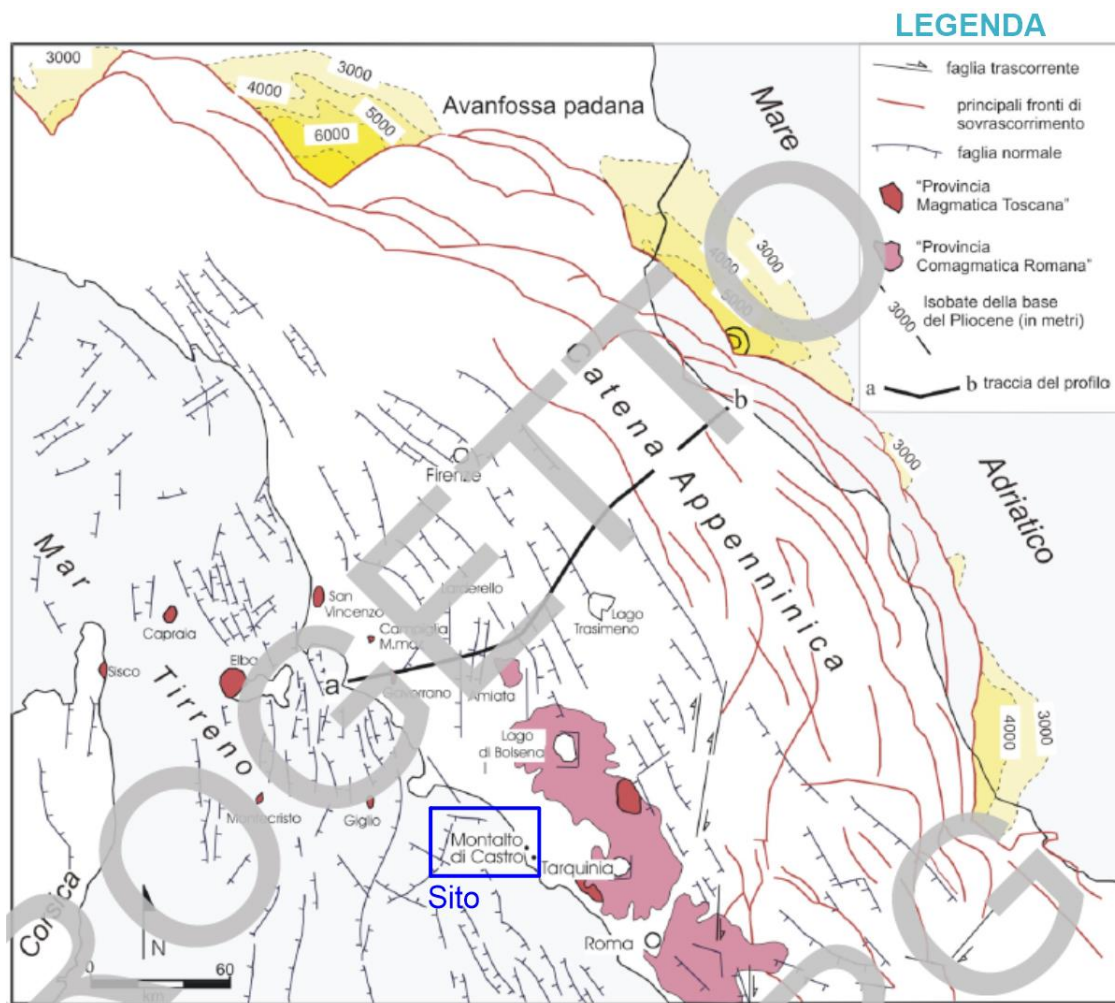 LEGENDA
faglia trascorrente
principali fronti di
sovrascorrimento
faglia normale
"Provincia
Magmatica Toscana"
"Provincia
Comagmatica Romana"
3000
Isobate della base
del Pliocene (in metri)
a
b
traccia del profilo
3000
4000
3000
5000
6000
Avanfossa padana
Mare
3000
4000
5000
Catena Appenninica
b
Firenze
3000
Adriatico
Mar
Tirreno
Larderello
San
Vincenzo
Campiglia
M.ma
Lago
Trasimeno
Capraia
Sisco
Elba
a
Gavorrano
Amiata
Lago
di Bolsena
4000
3000
Montecristo
Giglio
Montalto
di Castro
Tarquinia
Sito
Corsica
N
Roma
0
60
km